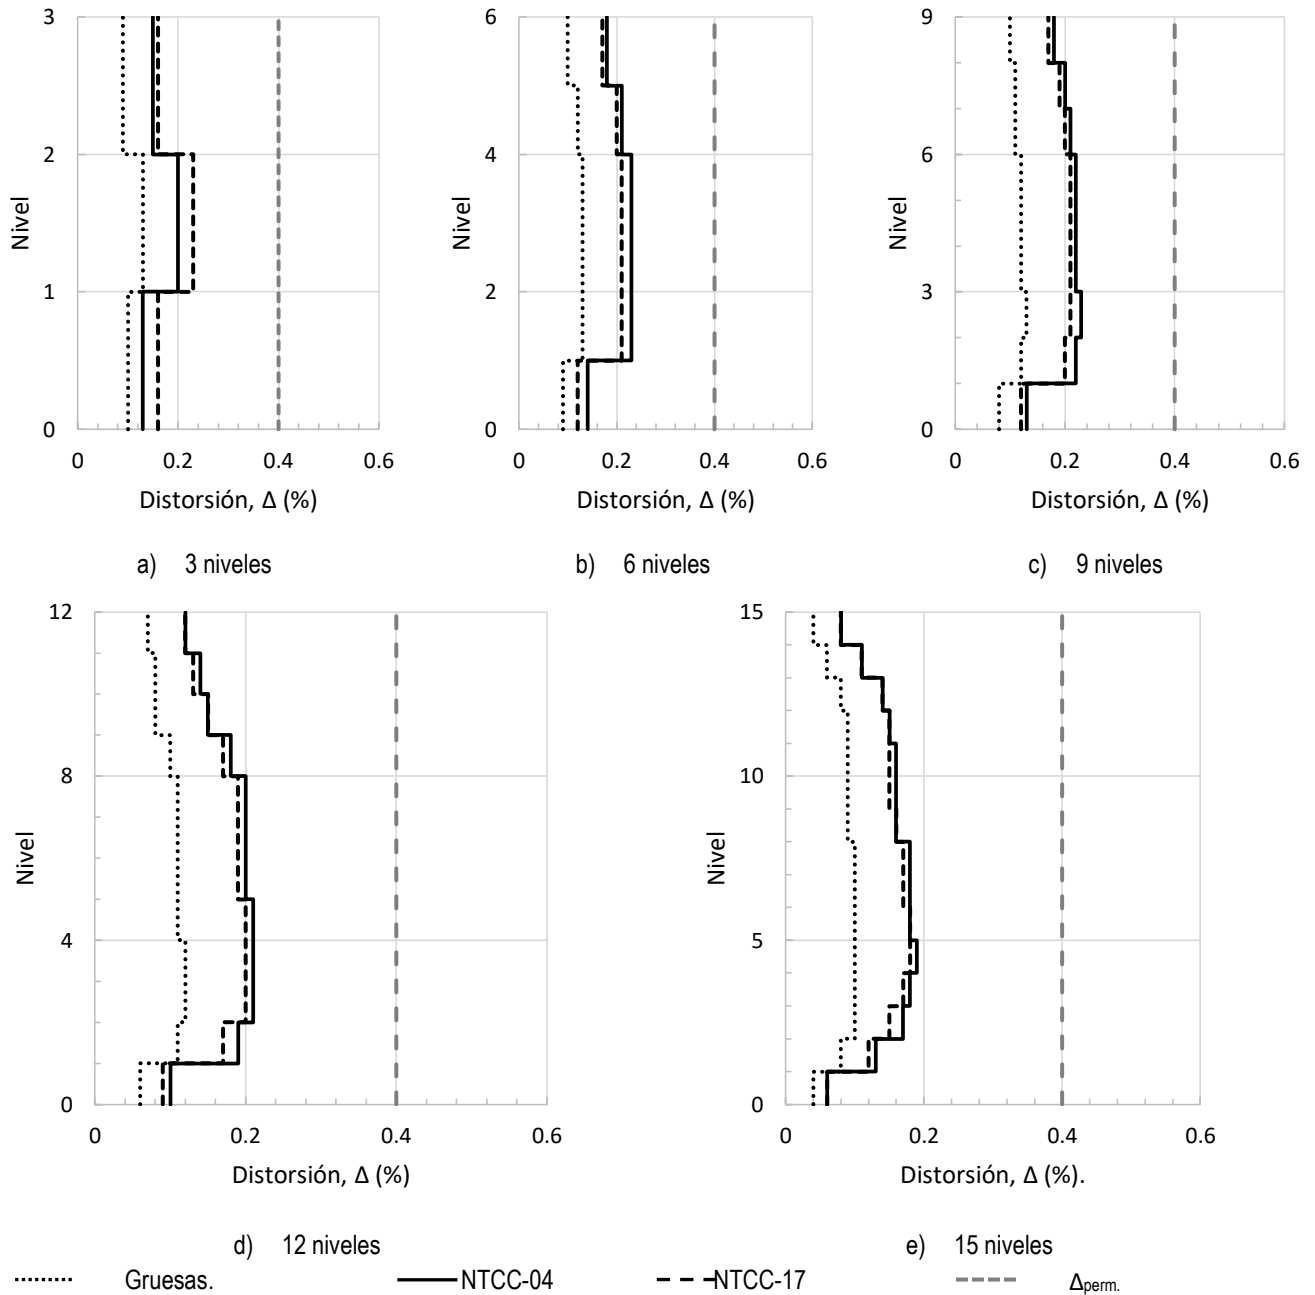 3
2
1
0
Nivel
0
0.2
0.4
0.6
Distorsión, Δ (%)
a) 3 niveles
6
4
2
0
Nivel
0
0.2
0.4
0.6
Distorsión, Δ (%)
b) 6 niveles
9
6
3
0
Nivel
0
0.2
0.4
0.6
Distorsión, Δ (%)
c) 9 niveles
12
8
4
0
Nivel
0
0.2
0.4
0.6
Distorsión, Δ (%)
d) 12 niveles
15
10
5
0
Nivel
0
0.2
0.4
0.6
Distorsión, Δ (%).
e) 15 niveles
Gruesas.
NTCC-04
NTCC-17
Δperm.